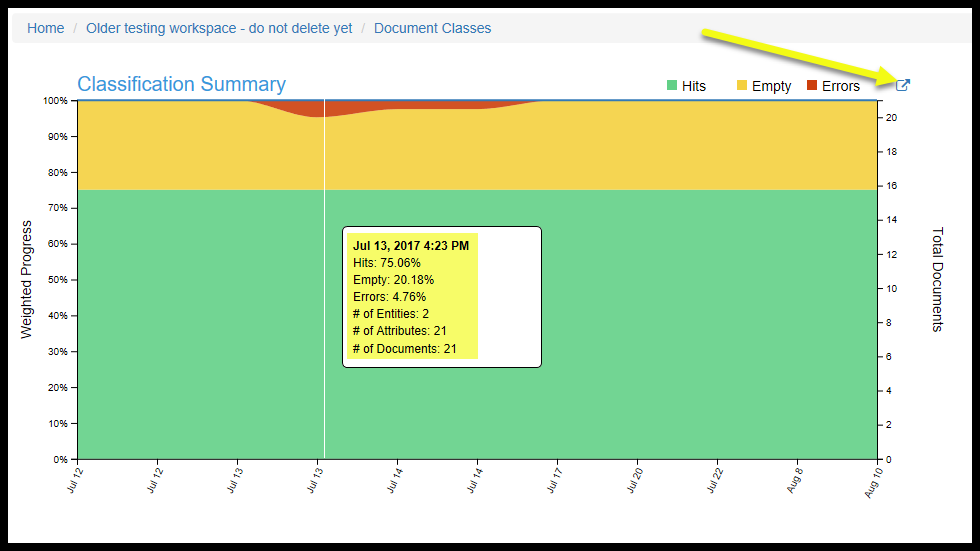 Home / Older testing workspace - do not delete yet / Document Classes
Classification Summary
Hits Empty Errors
100%
90%
80%
70%
60%
50%
40%
30%
20%
10%
0%
Weighted Progress
Jul 13, 2017 4:23 PM
Hits: 75.06%
Empty: 20.18%
Errors: 4.76%
# of Entities: 2
# of Attributes: 21
# of Documents: 21
20
18
16
14
12
10
8
6
4
2
0
Total Documents
Jul 12
Jul 12
Jul 13
Jul 13
Jul 14
Jul 14
Jul 17
Jul 20
Jul 22
Aug 8
Aug 10